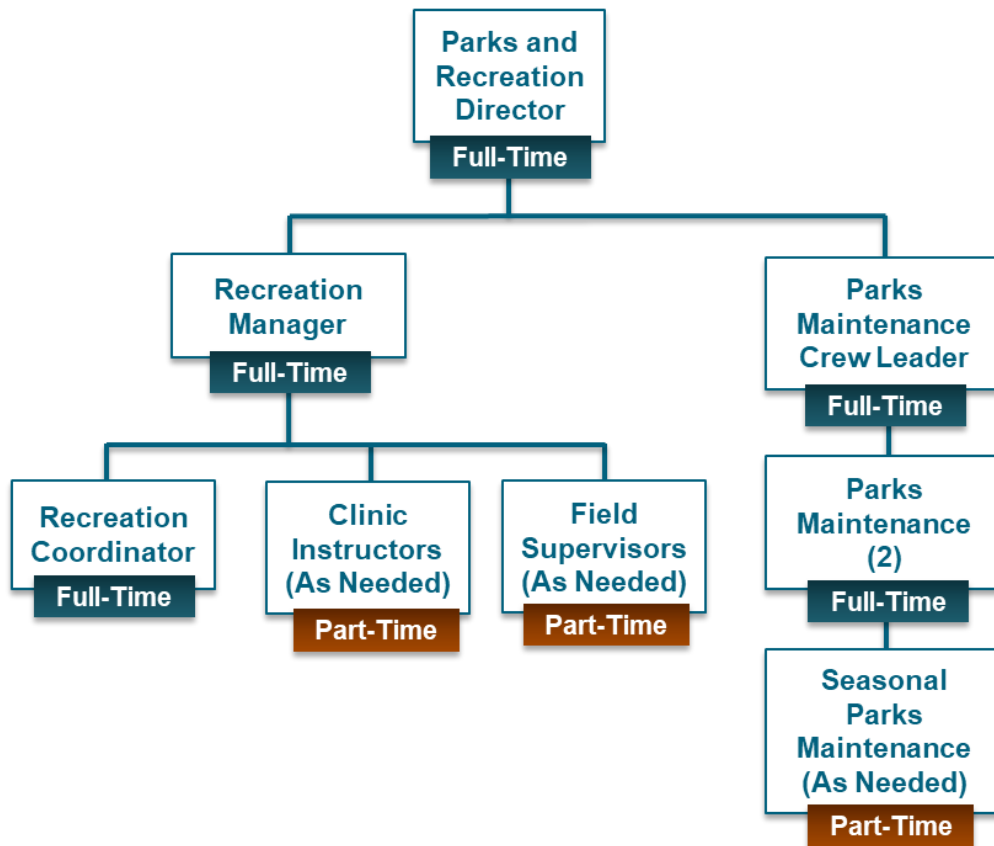 Parks and
Recreation
Director
Full-Time
Recreation
Manager
Full-Time
Parks
Maintenance
Crew Leader
Full-Time
Recreation
Coordinator
Full-Time
Clinic
Instructors
(As Needed)
Part-Time
Field
Supervisors
(As Needed)
Part-Time
Parks
Maintenance
(2)
Full-Time
Seasonal
Parks
Maintenance
(As Needed)
Part-Time